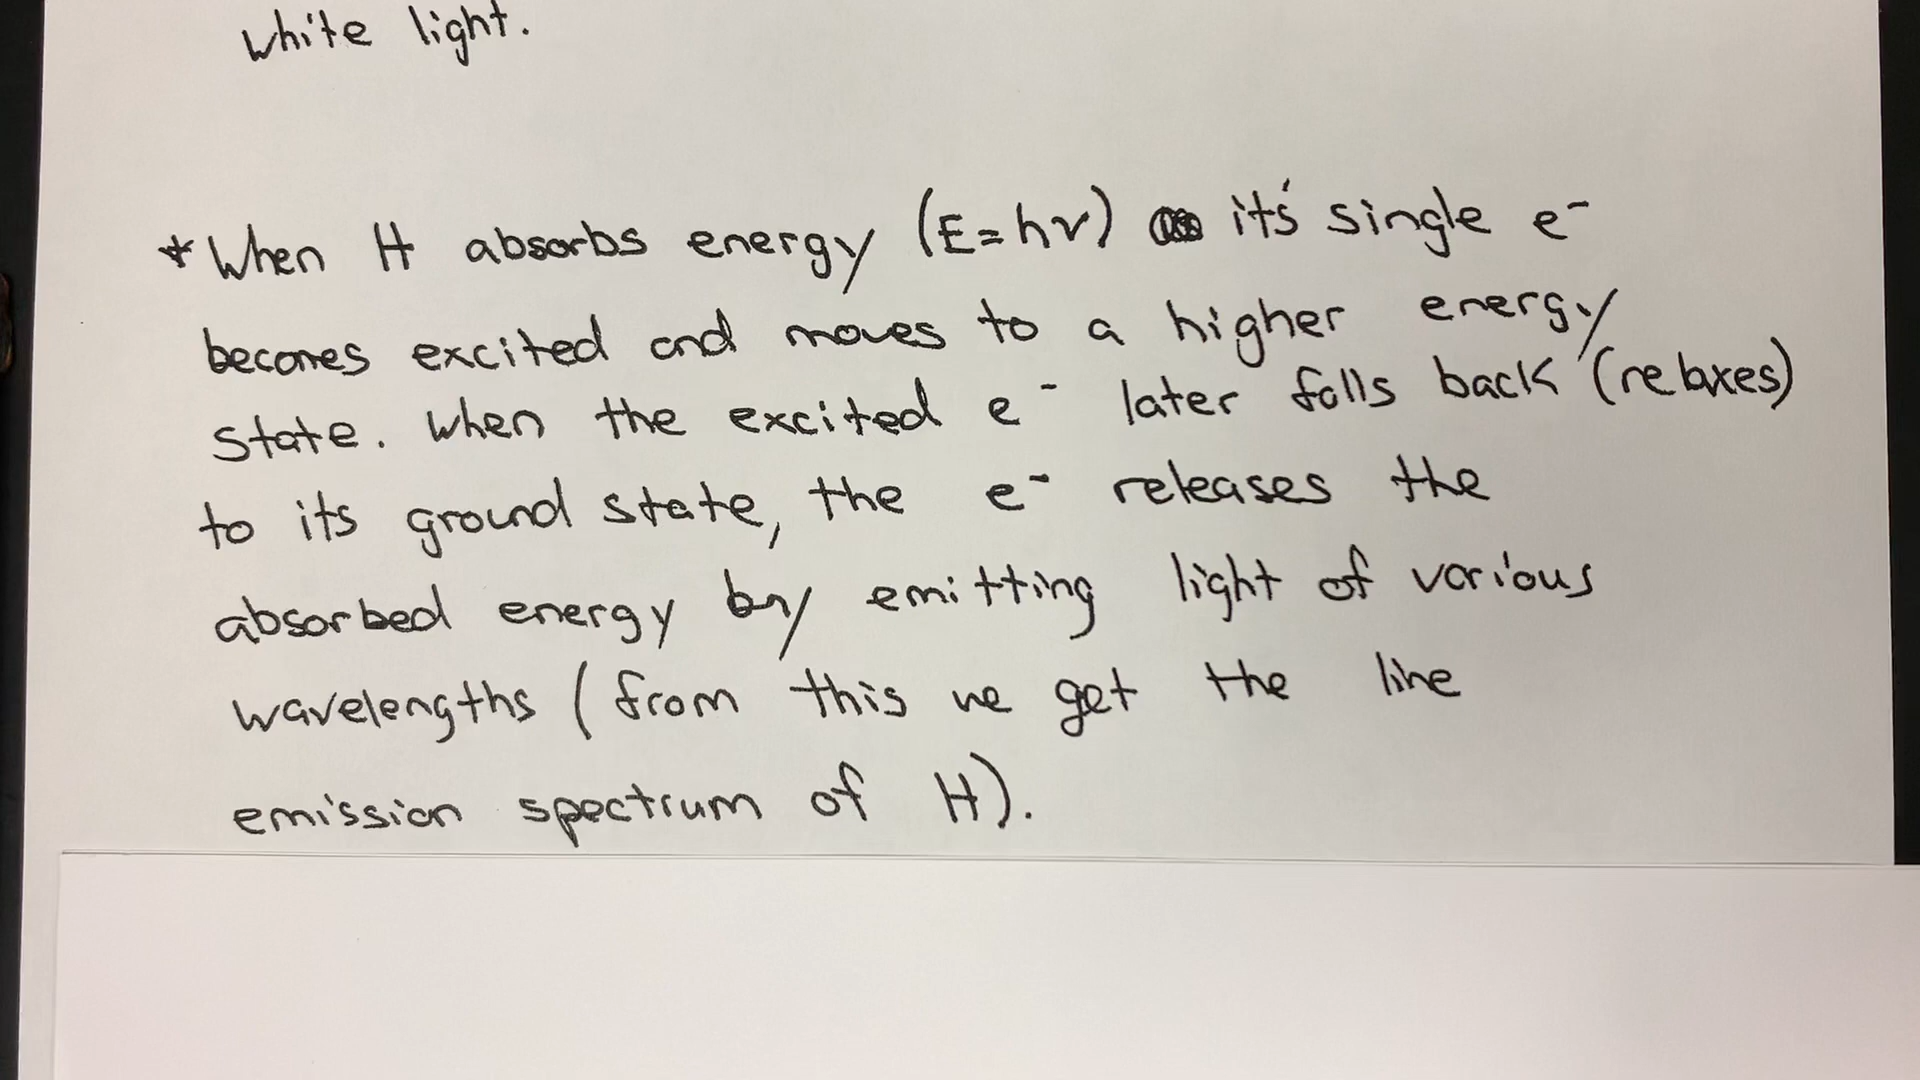 white light.
* When H absorbs energy (E=hν) it's single e⁻
becomes excited and moves to a higher energy
state. When the excited e⁻ later falls back (relaxes)
to its ground state, the e⁻ releases the
absorbed energy by emitting light of various
wavelengths (from this we get the line
emission spectrum of H).